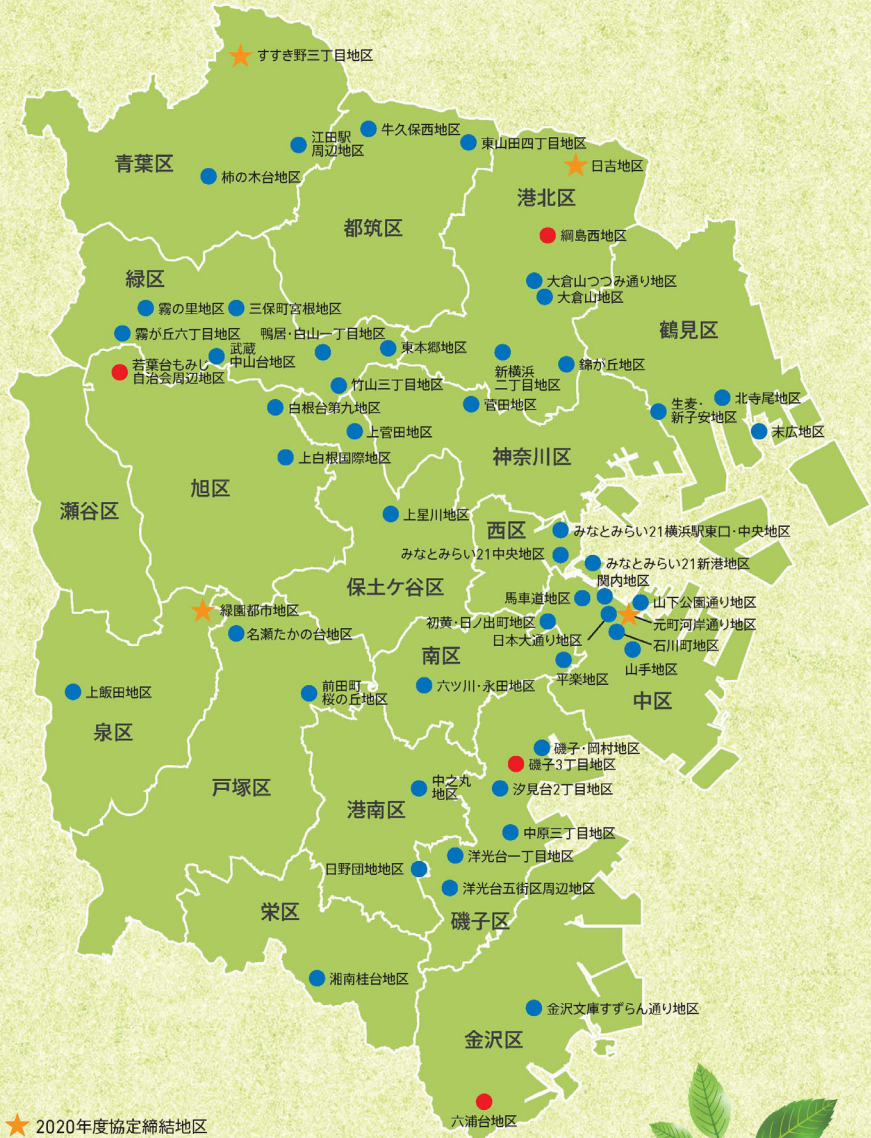 すすき野三丁目地区
牛久保西地区
江田駅
周辺地区
東山田四丁目地区
青葉区
日吉地区
柿の木台地区
港北区
都筑区
綱島西地区
緑区
大倉山つつみ通り地区
大倉山地区
霧の里地区
三保町宮根地区
鶴見区
霧が丘六丁目地区
鴨居・白山一丁目地区
武蔵
中山台地区
東本郷地区
若葉台もみじ
自治会周辺地区
新横浜
二丁目地区
錦が丘地区
竹山三丁目地区
北寺尾地区
白根台第九地区
菅田地区
生麦・
新子安地区
上菅田地区
末広地区
上白根国際地区
神奈川区
旭区
瀬谷区
上星川地区
西区
みなとみらい21横浜駅東口・中央地区
みなとみらい21中央地区
みなとみらい21新港地区
保土ケ谷区
関内地区
馬車道地区
山下公園通り地区
緑園都市地区
初黄・日ノ出町地区
元町河岸通り地区
名瀬たかの台地区
日本大通り地区
石川町地区
南区
山手地区
平楽地区
上飯田地区
前田町
桜の丘地区
六ツ川・永田地区
中区
泉区
磯子・岡村地区
磯子3丁目地区
戸塚区
中之丸
地区
汐見台2丁目地区
港南区
中原三丁目地区
洋光台一丁目地区
日野団地地区
洋光台五街区周辺地区
栄区
磯子区
湘南桂台地区
金沢文庫すずらん通り地区
金沢区
六浦台地区
2020年度協定締結地区